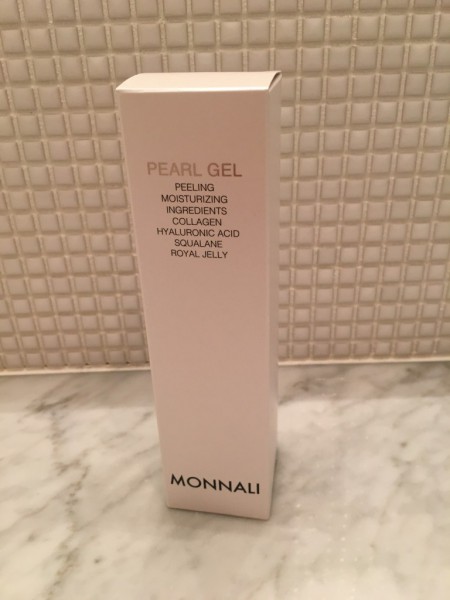 PEARL GEL
PEELING
MOISTURIZING
INGREDIENTS
COLLAGEN
HYALURONIC ACID
SQUALANE
ROYAL JELLY
MONNALI